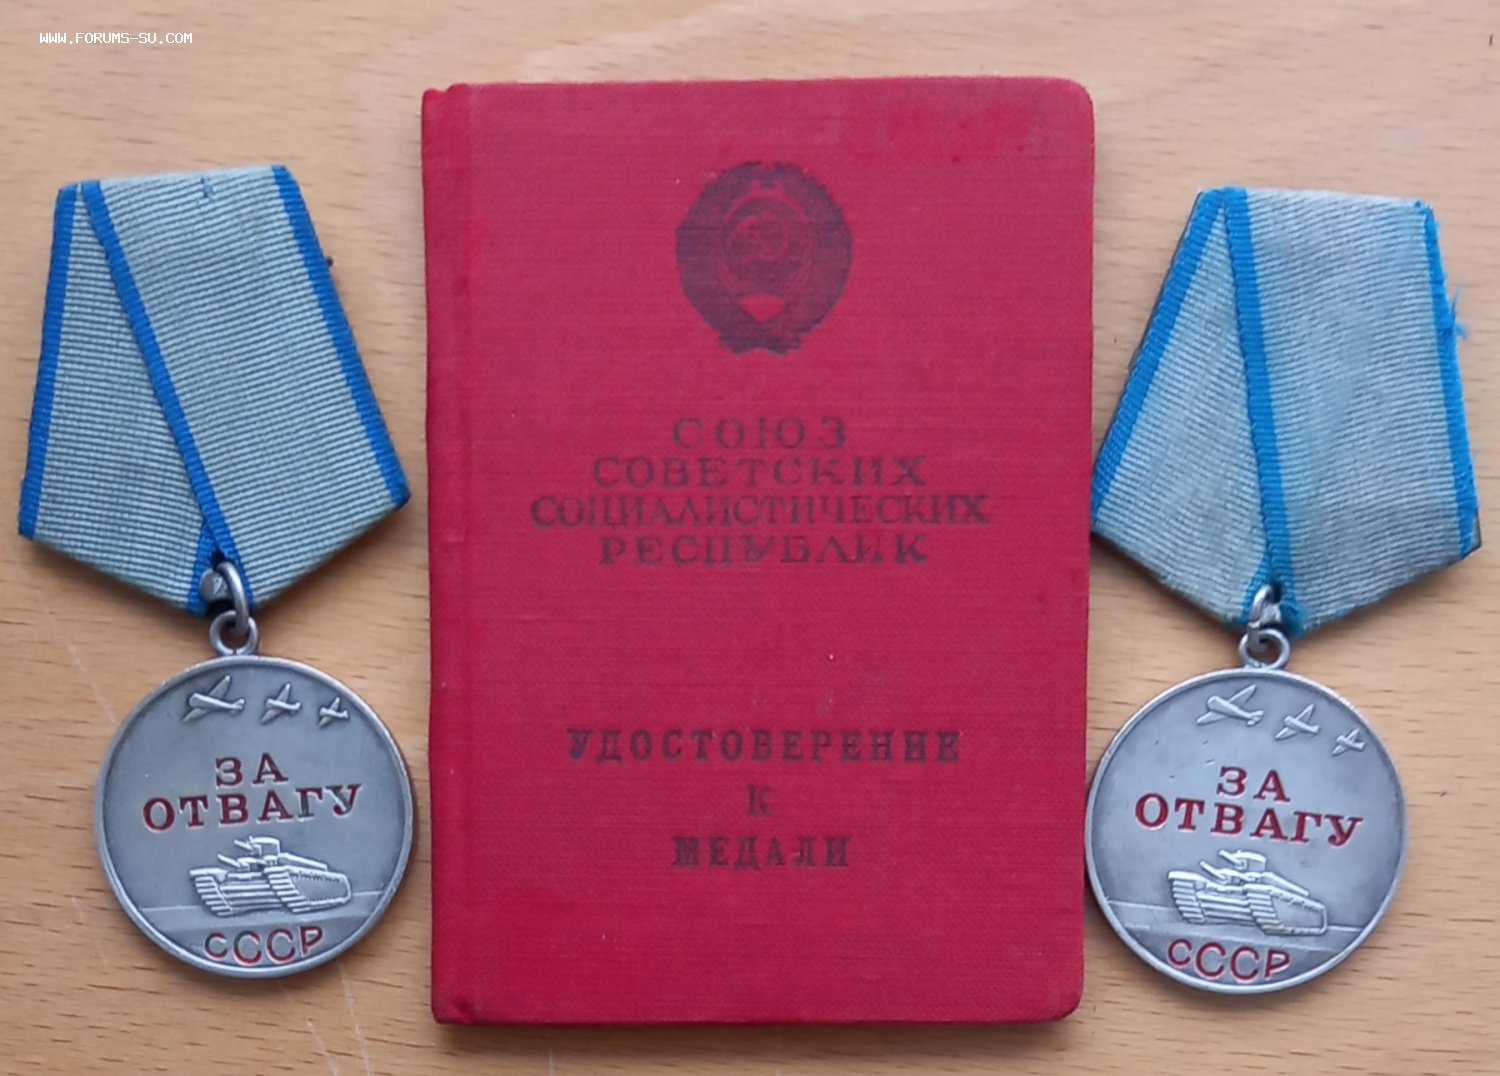 WWW.FORUMS-SU.COM
СОЮЗ
СОВЕТСКИХ
СОЦИАЛИСТИЧЕСКИХ
РЕСПУБЛИК
УДОСТОВЕРЕНИЕ
К
МЕДАЛИ
ЗА
ОТВАГУ
СССР
ЗА
ОТВАГУ
СССР